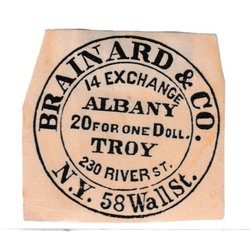 BRAINARD & CO.
14 EXCHANGE
ALBANY
20 FOR ONE DOLL.
TROY
230 RIVER ST.
N.Y. 58 Wall St.